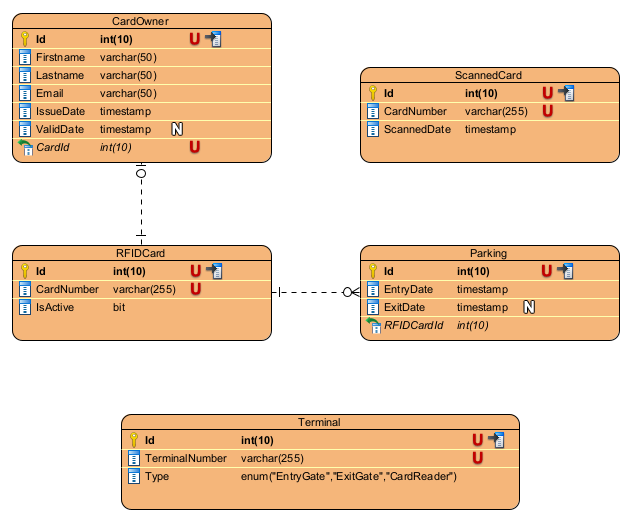 CardOwner
Id int(10) U
Firstname varchar(50)
Lastname varchar(50)
Email varchar(50)
IssueDate timestamp
ValidDate timestamp N
CardId int(10) U
ScannedCard
Id int(10) U
CardNumber varchar(255) U
ScannedDate timestamp
RFIDCard
Id int(10) U
CardNumber varchar(255) U
IsActive bit
Parking
Id int(10) U
EntryDate timestamp
ExitDate timestamp N
RFIDCardId int(10)
Terminal
Id int(10) U
TerminalNumber varchar(255) U
Type enum("EntryGate","ExitGate","CardReader")